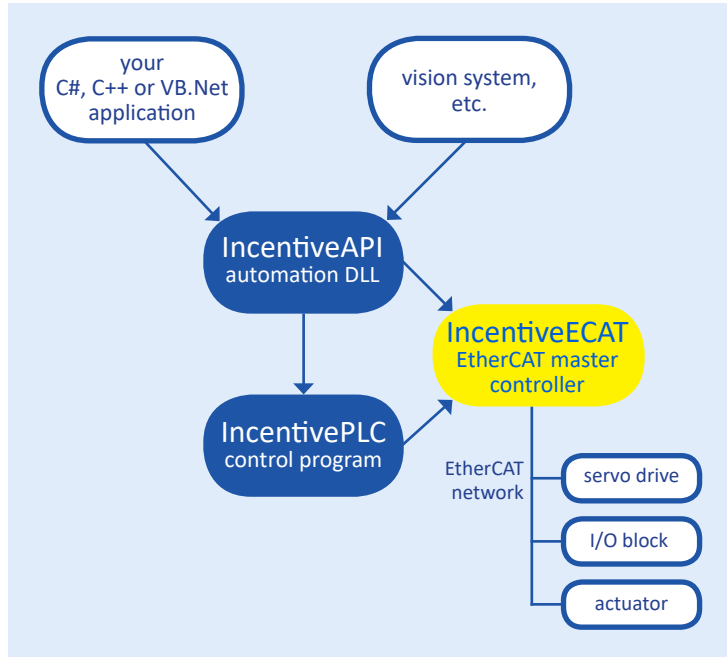 your
C#, C++ or VB.Net
application
vision system,
etc.
IncentiveAPI
automation DLL
IncentiveECAT
EtherCAT master
controller
IncentivePLC
control program
EtherCAT
network
servo drive
I/O block
actuator